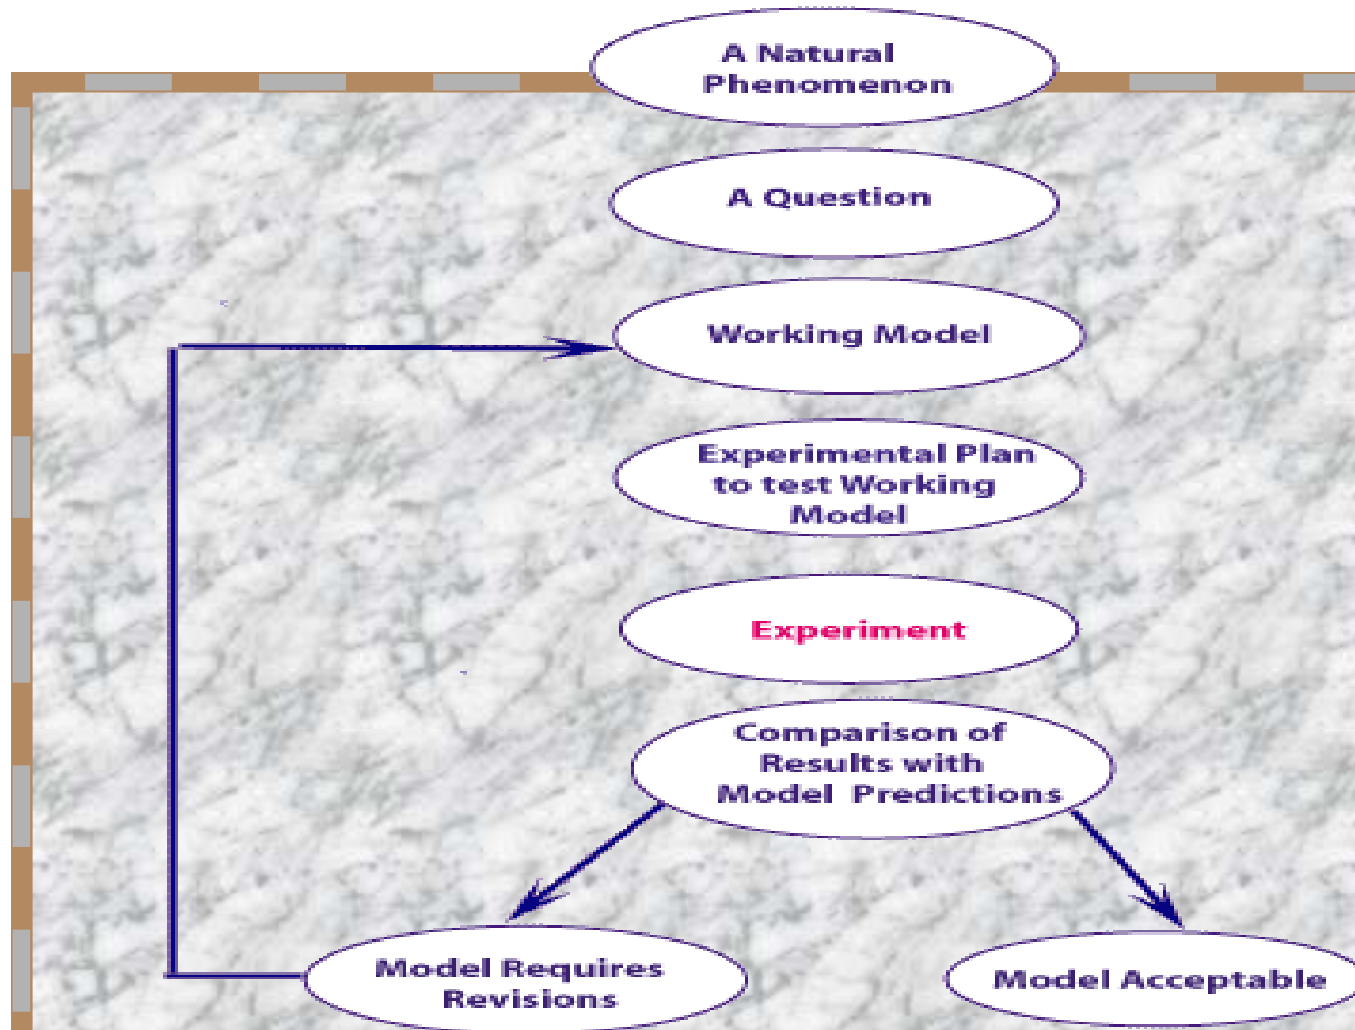 A Natural
Phenomenon
A Question
Working Model
Experimental Plan
to test Working
Model
Experiment
Comparison of
Results with
Model Predictions
Model Requires
Revisions
Model Acceptable